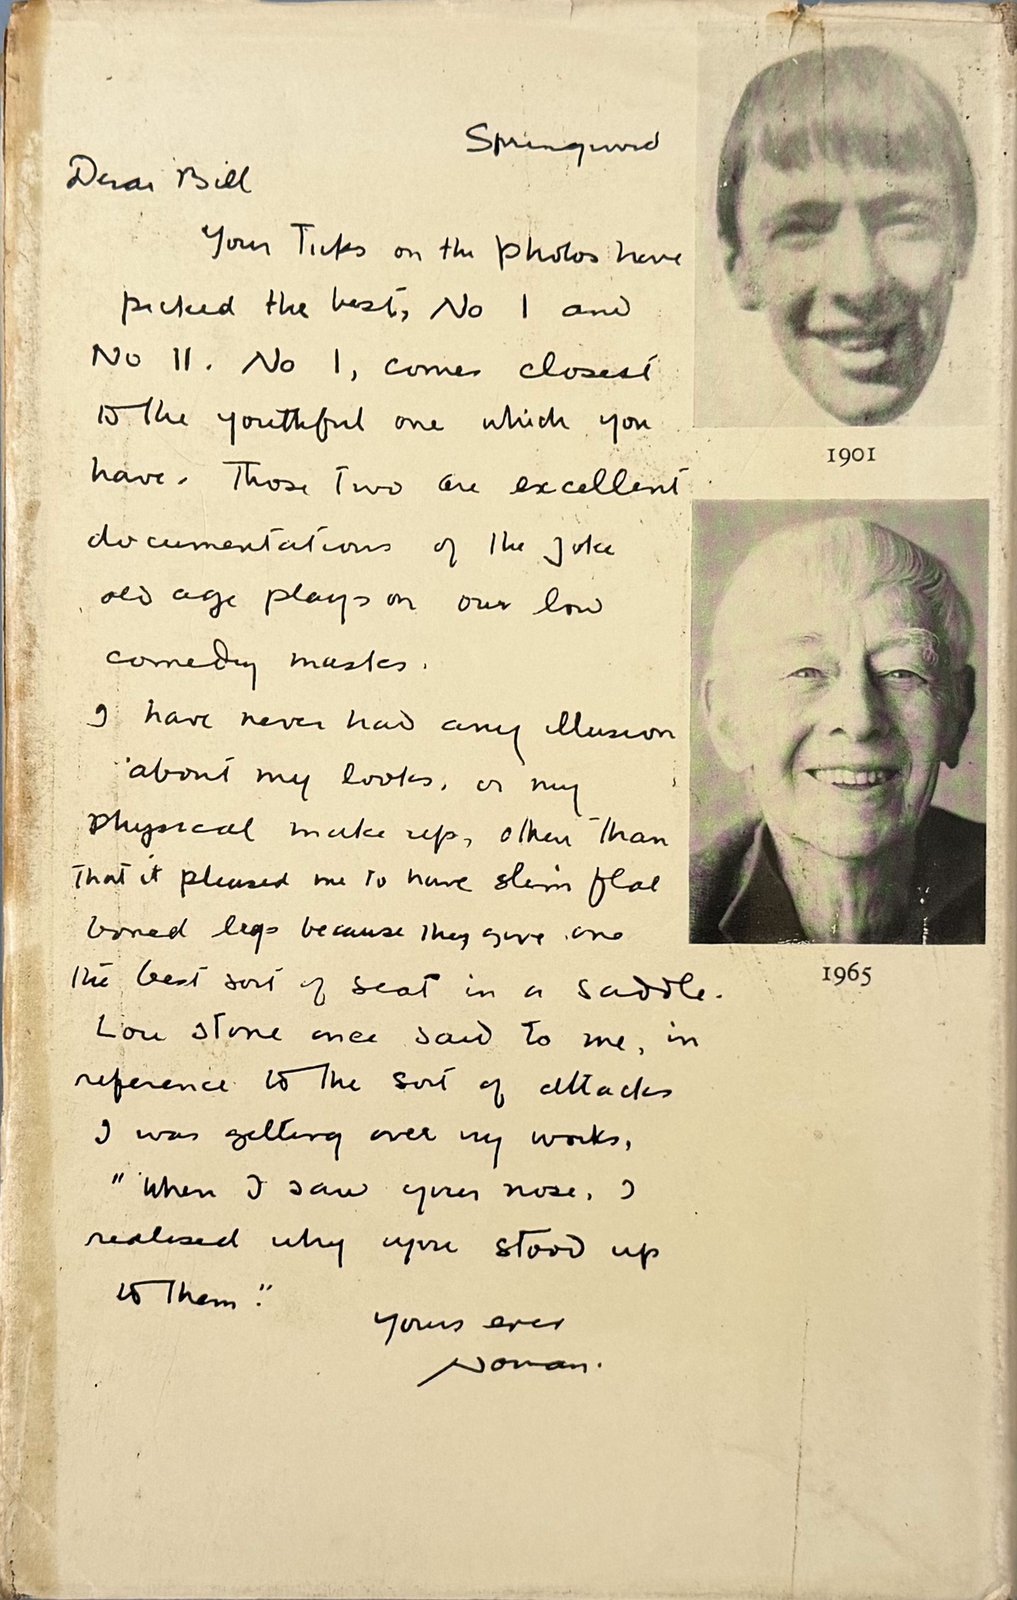 Springwood
Dear Bill
Your Ticks on the photos have
picked the best, No 1 and
No 11. No 1, comes closest
to the youthful one which you
have. Those two are excellent
documentations of the joke
old age plays on our low
comedy masks.
I have never had any illusion
about my looks, or my
physical make up, other than
that it pleased me to have slim flat
boned legs because they give one
the best sort of seat in a saddle.
Lou Stone once said to me, in
reference to the sort of attacks
I was getting over my works,
"When I saw your nose, I
realised why you stood up
to them."
Yours ever
Norman.
1901
1965